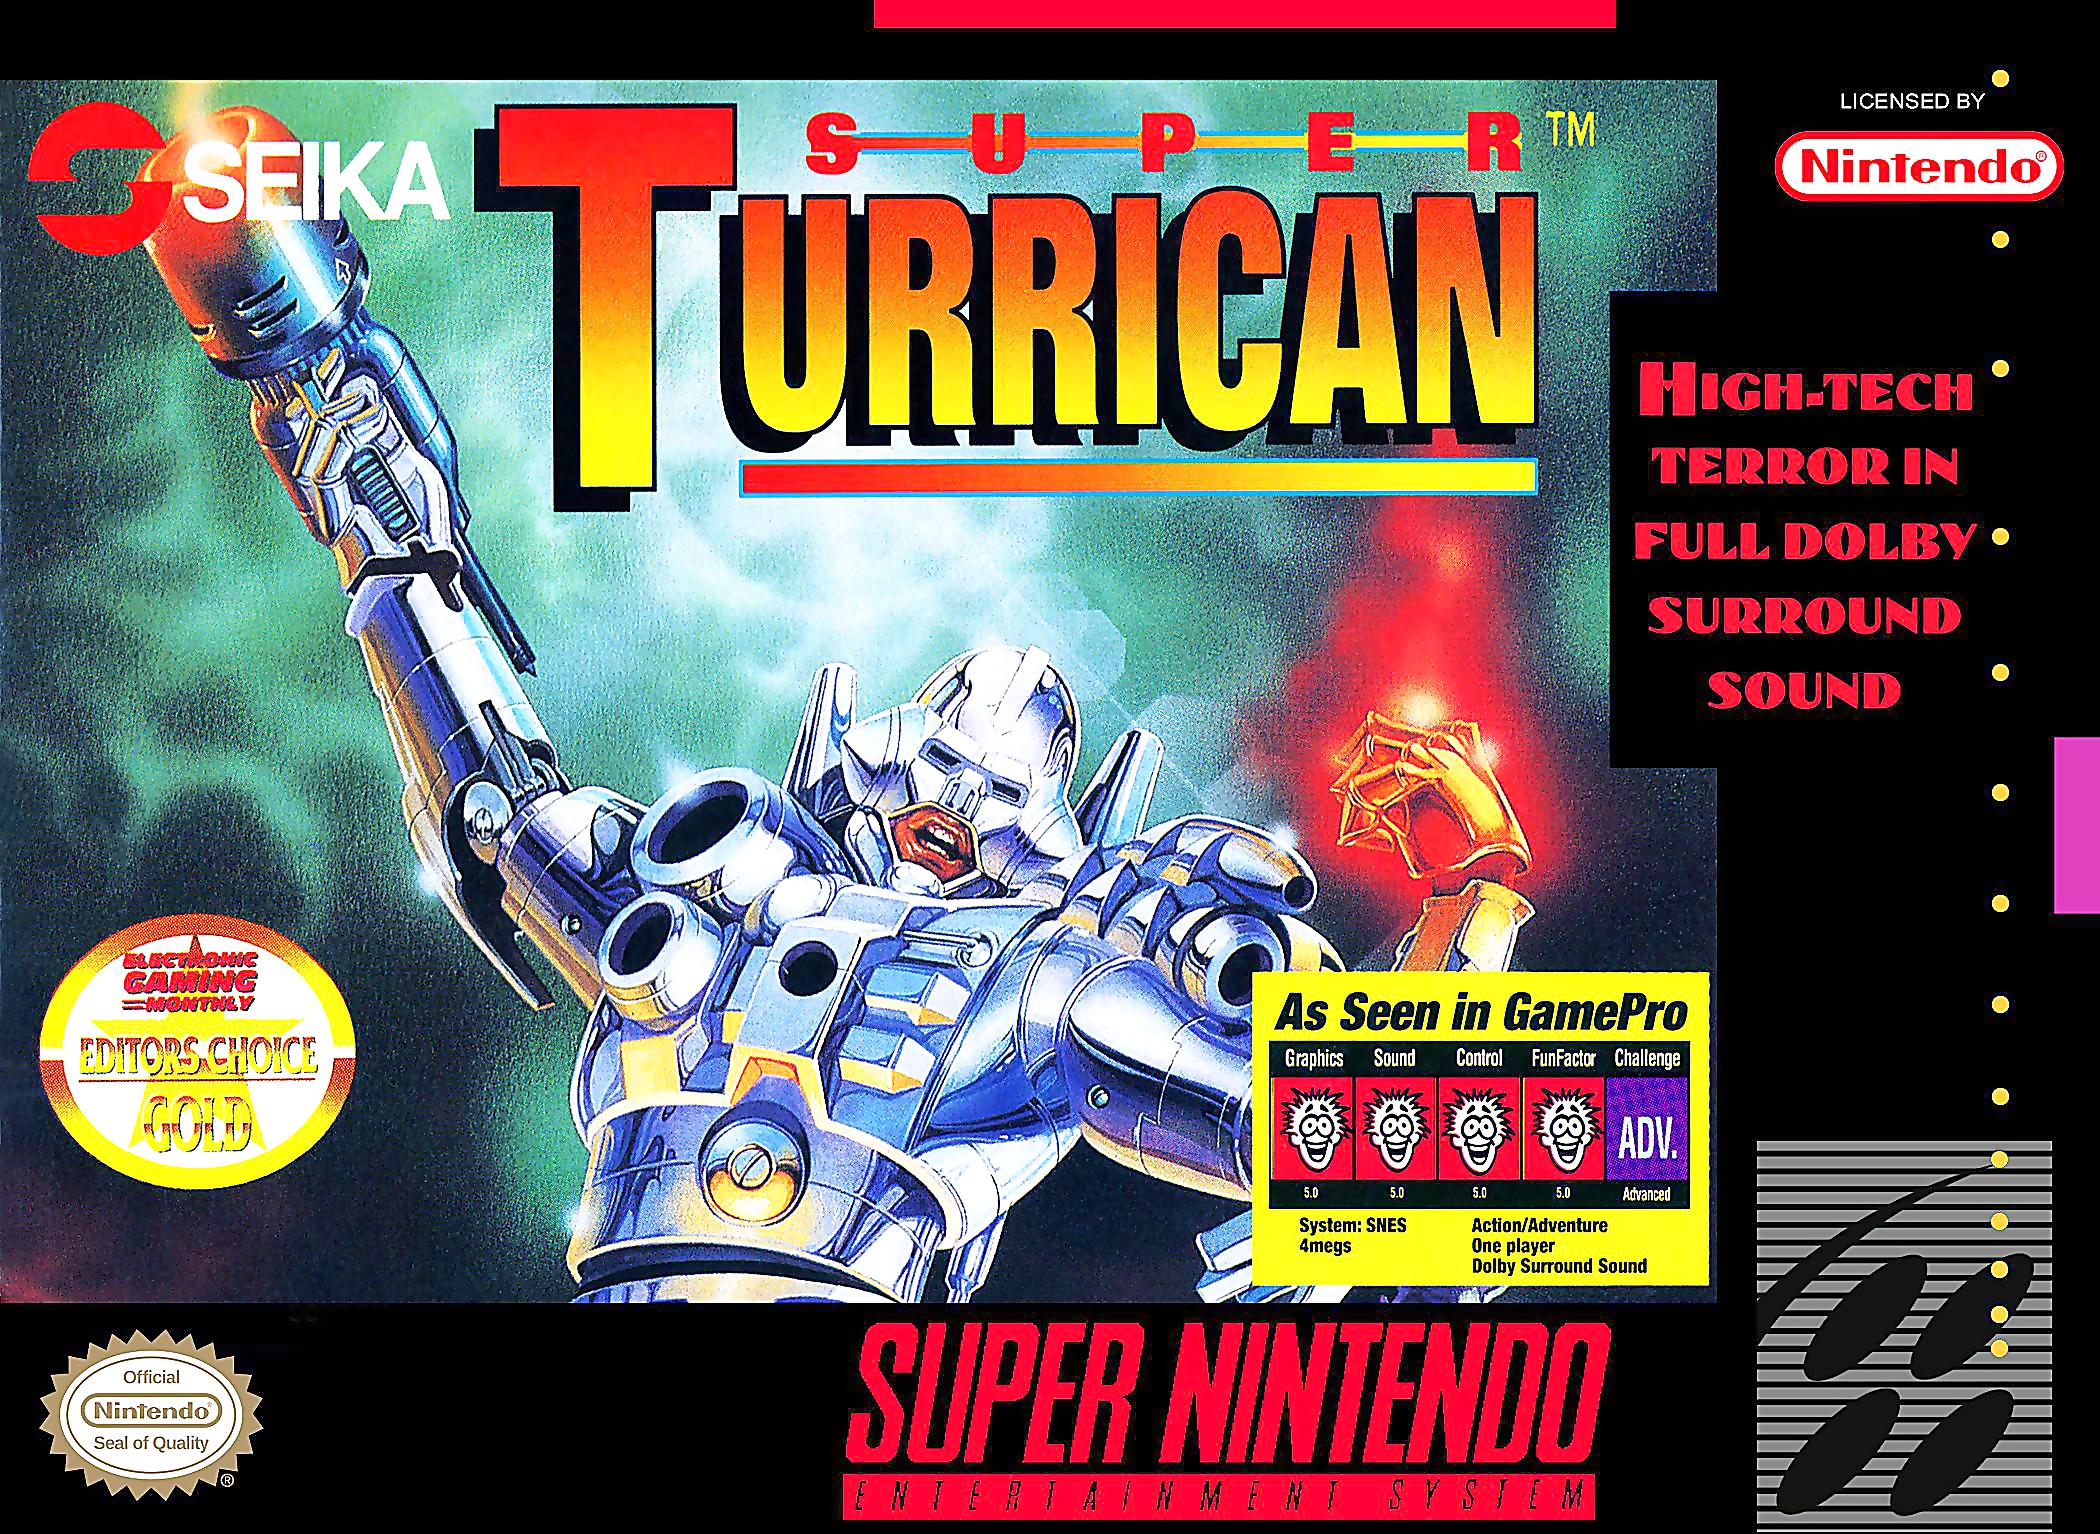 SEIKA
SUPER™
TURRICAN
LICENSED BY
Nintendo®
HIGH-TECH
TERROR IN
FULL DOLBY
SURROUND
SOUND
ELECTRONIC
GAMING
MONTHLY
EDITORS CHOICE
GOLD
As Seen in GamePro
Graphics Sound Control FunFactor Challenge
ADV.
5.0 5.0 5.0 5.0 Advanced
System: SNES Action/Adventure
4megs One player
Dolby Surround Sound
Official
Nintendo®
Seal of Quality
®
SUPER NINTENDO
ENTERTAINMENT SYSTEM